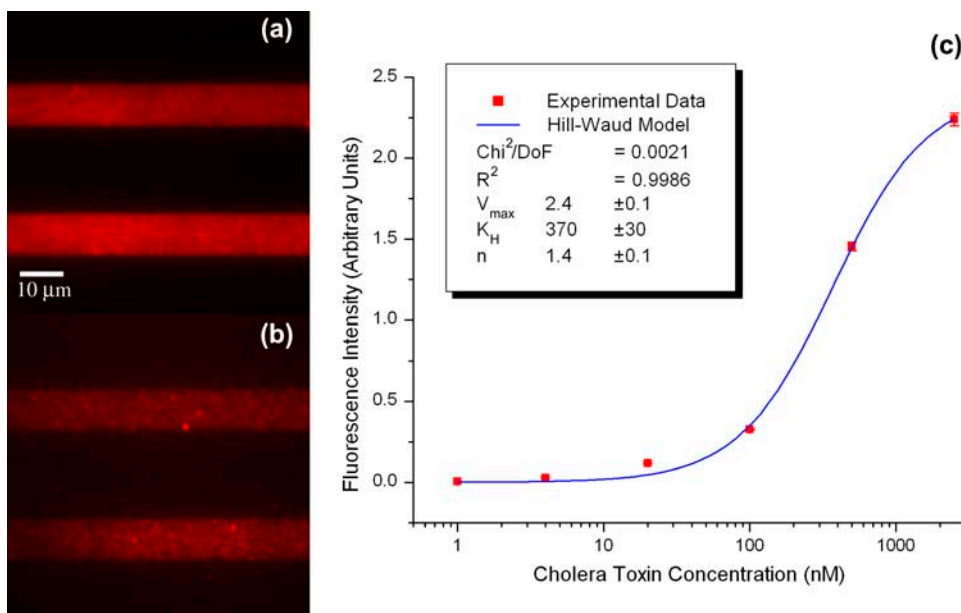 (a)
10 µm
(b)
(c)
Experimental Data
Hill-Waud Model
Chi^2/DoF = 0.0021
R^2 = 0.9986
V_max 2.4 ±0.1
K_H 370 ±30
n 1.4 ±0.1
2.5
2.0
1.5
1.0
0.5
0.0
Fluorescence Intensity (Arbitrary Units)
1 10 100 1000
Cholera Toxin Concentration (nM)